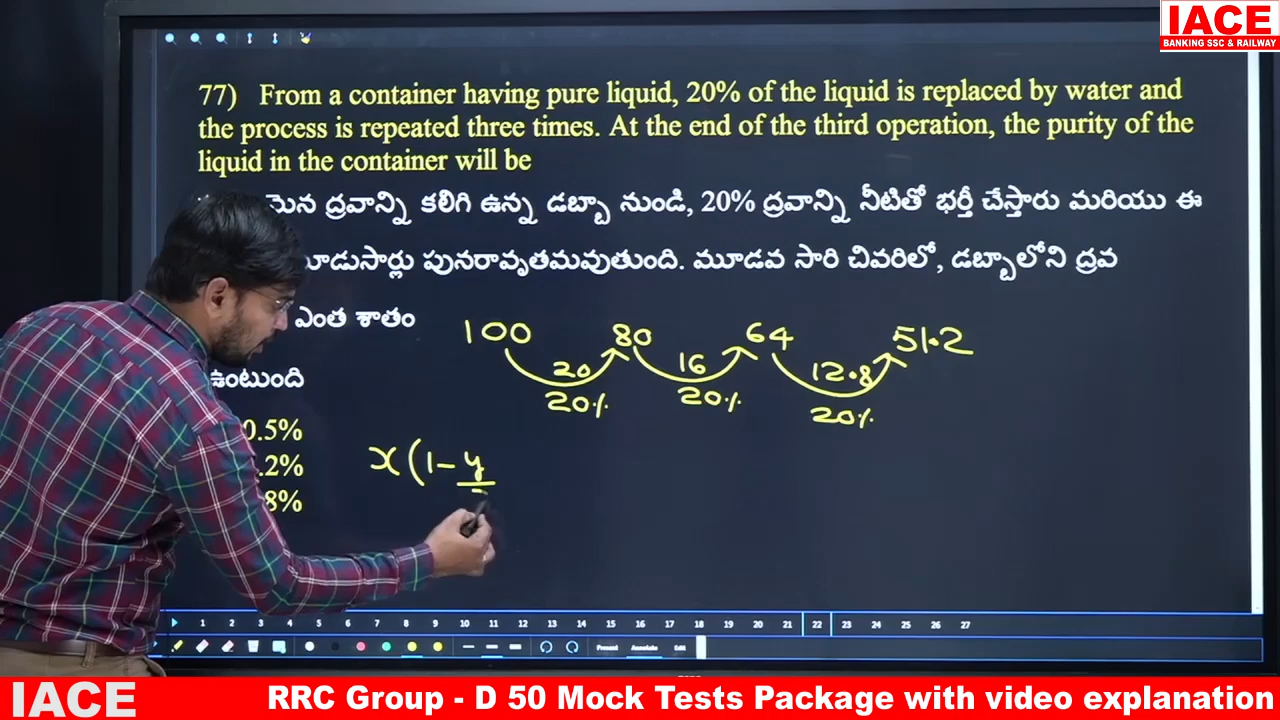 IACE
BANKING SSC & RAILWAY
77) From a container having pure liquid, 20% of the liquid is replaced by water and
the process is repeated three times. At the end of the third operation, the purity of the
liquid in the container will be
ద్రవాన్ని కలిగి ఉన్న డబ్బా నుండి, 20% ద్రవాన్ని నీటితో భర్తీ చేస్తారు మరియు ఈ
పునరావృతమవుతుంది. మూడవ సారి చివరిలో, డబ్బాలోని ద్రవ
ఎంత శాతం
ఉంటుంది
100 80 64 51.2
20 16 12.8
20% 20% 20%
x(1-y
1 2 3 4 5 6 7 8 9 10 11 12 13 14 15 16 17 18 19 20 21 22 23 24 25 26 27
Present Annotate Edit
IACE RRC Group - D 50 Mock Tests Package with video explanation